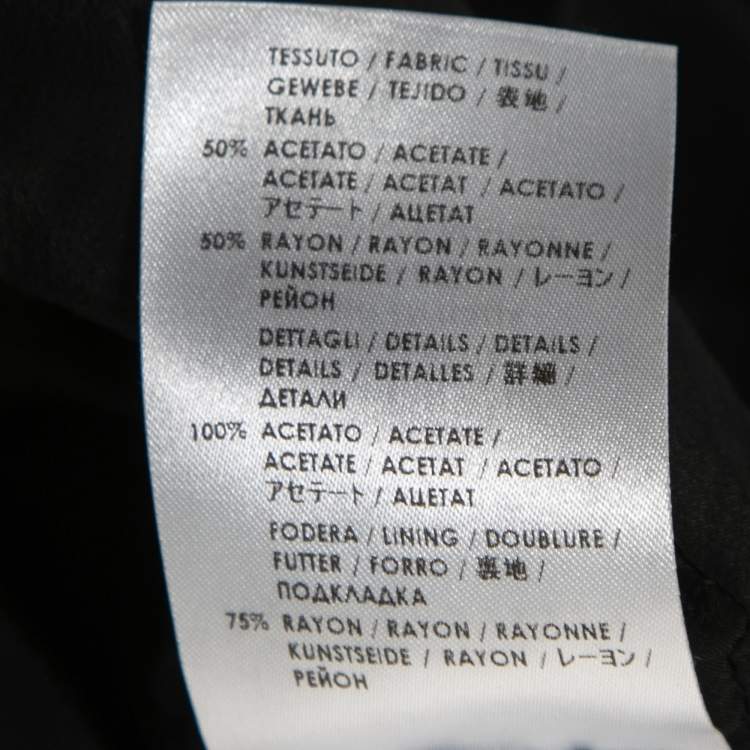 TESSUTO / FABRIC / TISSU /
GEWEBE / TEJIDO / 表地 /
ТКАНЬ
50% ACETATO / ACETATE /
ACETATE / ACETAT / ACETATO /
アセテート / АЦЕТАТ
50% RAYON / RAYON / RAYONNE /
KUNSTSEIDE / RAYON / レーヨン /
РЕЙОН
DETTAGLI / DETAILS / DETAILS /
DETAILS / DETALLES / 詳細 /
ДЕТАЛИ
100% ACETATO / ACETATE /
ACETATE / ACETAT / ACETATO /
アセテート / АЦЕТАТ
FODERA / LINING / DOUBLURE /
FUTTER / FORRO / 裏地 /
ПОДКЛАДКА
75% RAYON / RAYON / RAYONNE /
KUNSTSEIDE / RAYON / レーヨン /
РЕЙОН